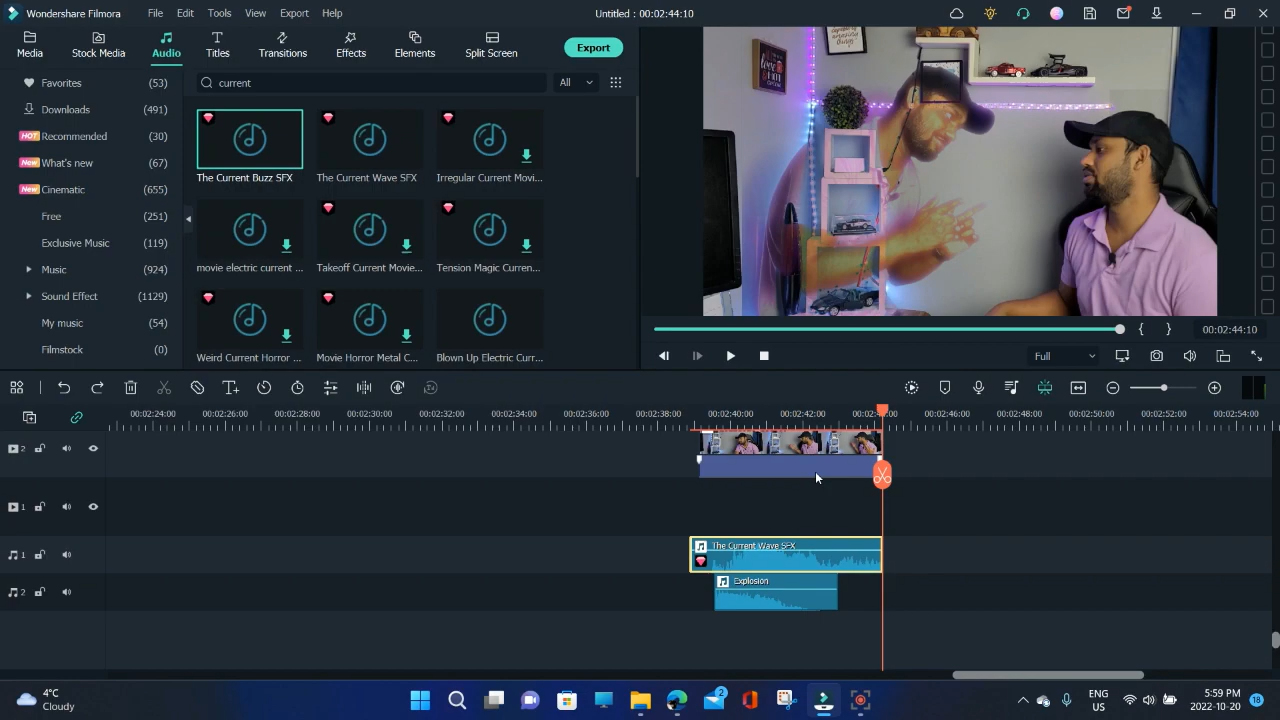 Wondershare Filmora File Edit Tools View Export Help Untitled : 00:02:44:10
Media Stock Media Audio Titles Transitions Effects Elements Split Screen Export
Favorites (53)
Downloads (491)
HOT Recommended (30)
New What's new (67)
New Cinematic (655)
Free (251)
Exclusive Music (119)
Music (924)
Sound Effect (1129)
My music (54)
Filmstock (0)
current All
The Current Buzz SFX The Current Wave SFX Irregular Current Movi...
movie electric current ... Takeoff Current Movie... Tension Magic Curren...
Weird Current Horror ... Movie Horror Metal C... Blown Up Electric Curr...
00:02:44:10
Full
00:02:24:00 00:02:26:00 00:02:28:00 00:02:30:00 00:02:32:00 00:02:34:00 00:02:36:00 00:02:38:00 00:02:40:00 00:02:42:00 00:02:46:00 00:02:48:00 00:02:50:00 00:02:52:00 00:02:54:00
2
1
1 The Current Wave SFX
2 Explosion
4°C
Cloudy
2
ENG
US
5:59 PM
2022-10-20
18